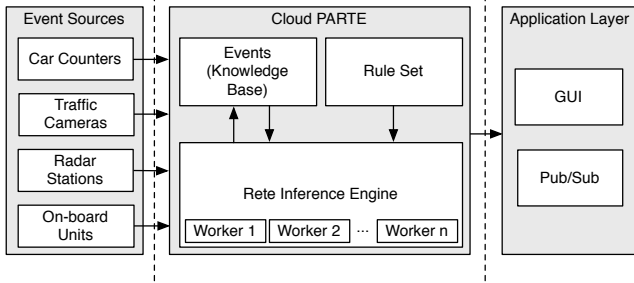 Event Sources
Car Counters
Traffic
Cameras
Radar
Stations
On-board
Units
Cloud PARTE
Events
(Knowledge
Base)
Rule Set
Rete Inference Engine
Worker 1
Worker 2
...
Worker n
Application Layer
GUI
Pub/Sub